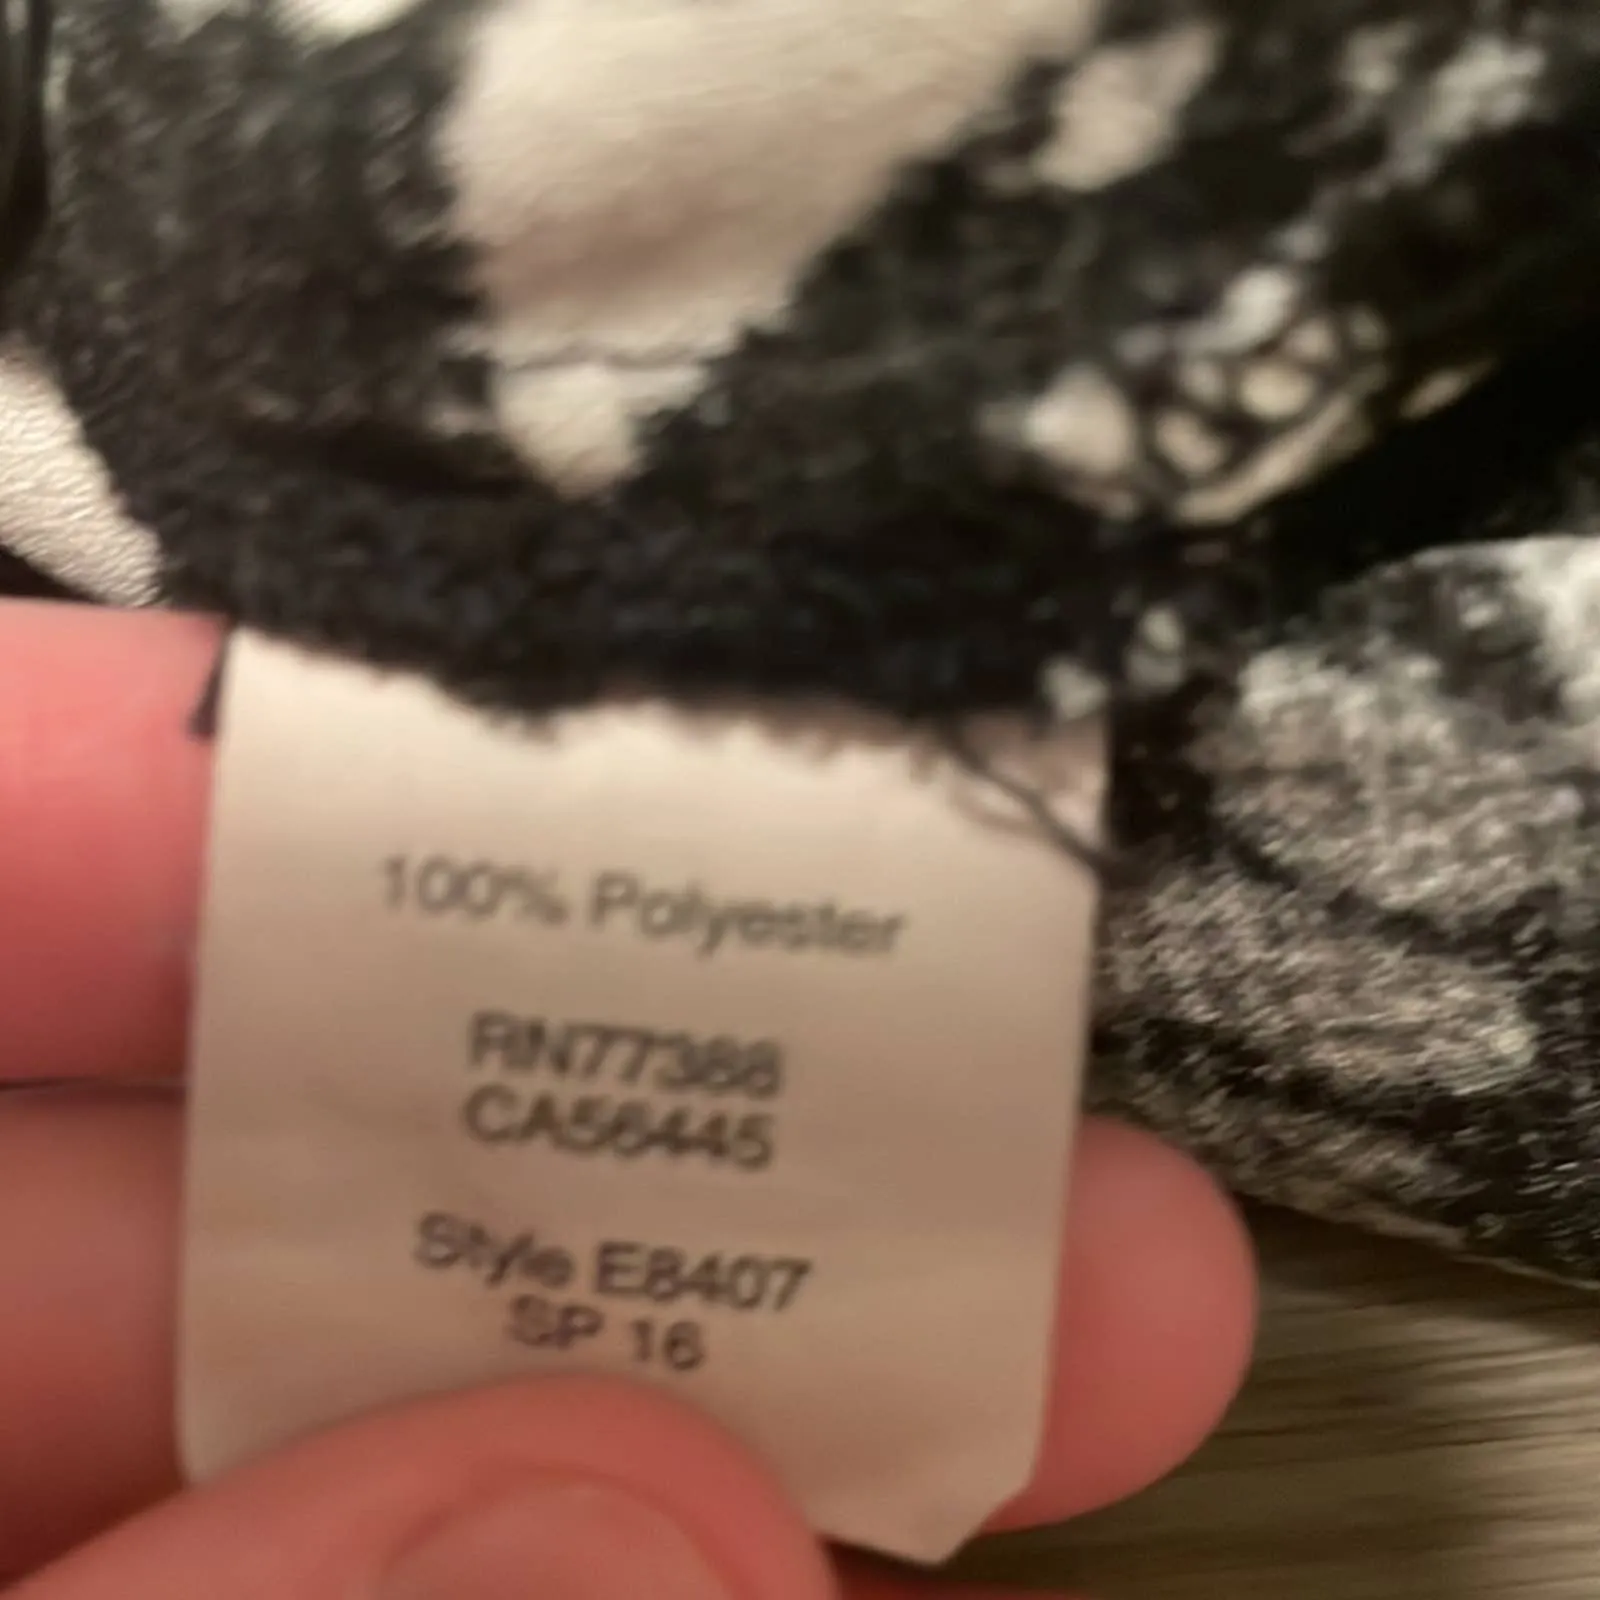 100% Polyester
RN77388
CA56445
Style E8407
SP 16